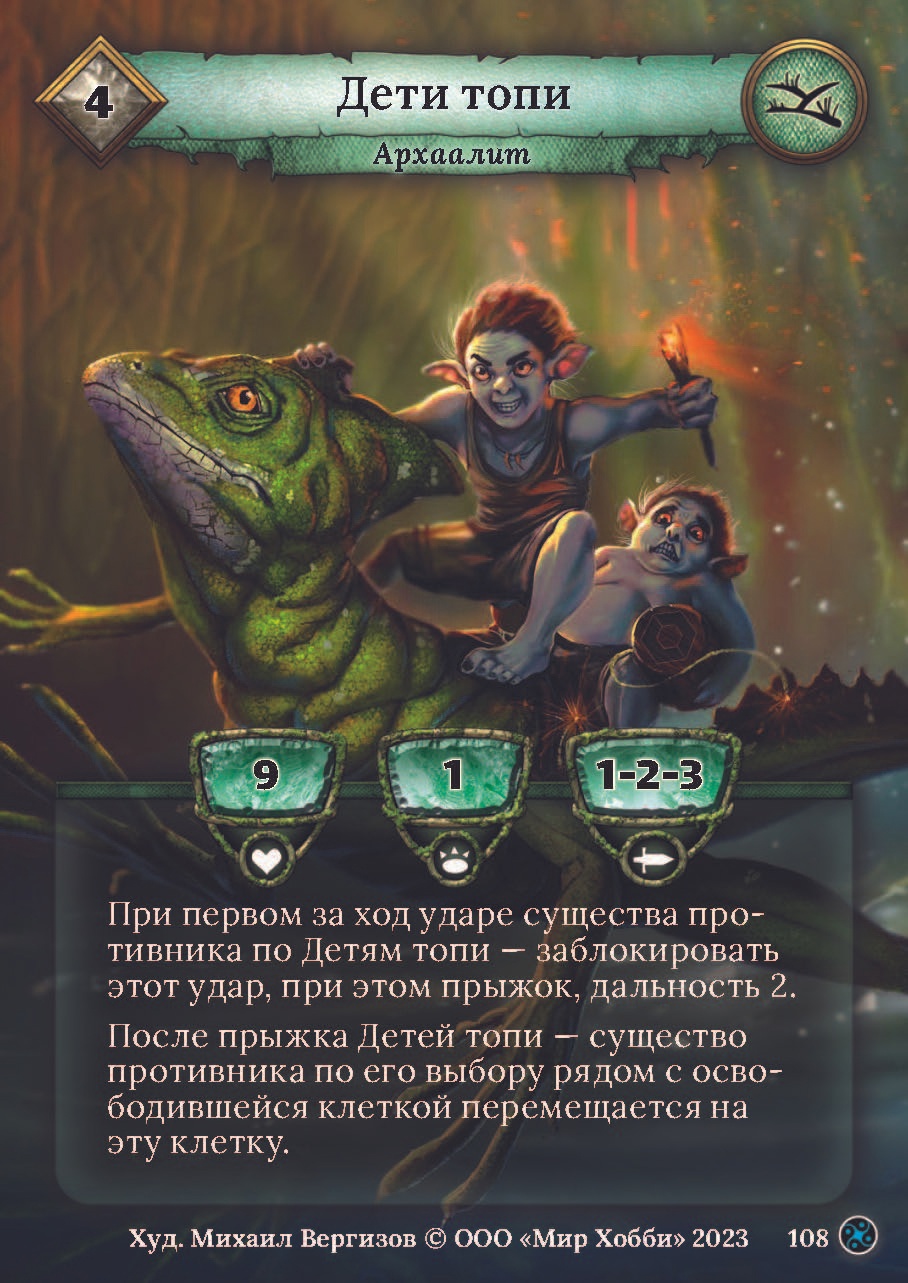 4
Дети топи
Архаалит
9
1
1-2-3
При первом за ход ударе существа про-
тивника по Детям топи — заблокировать
этот удар, при этом прыжок, дальность 2.
После прыжка Детей топи — существо
противника по его выбору рядом с осво-
бодившейся клеткой перемещается на
эту клетку.
Худ. Михаил Вергизов © ООО «Мир Хобби» 2023 108